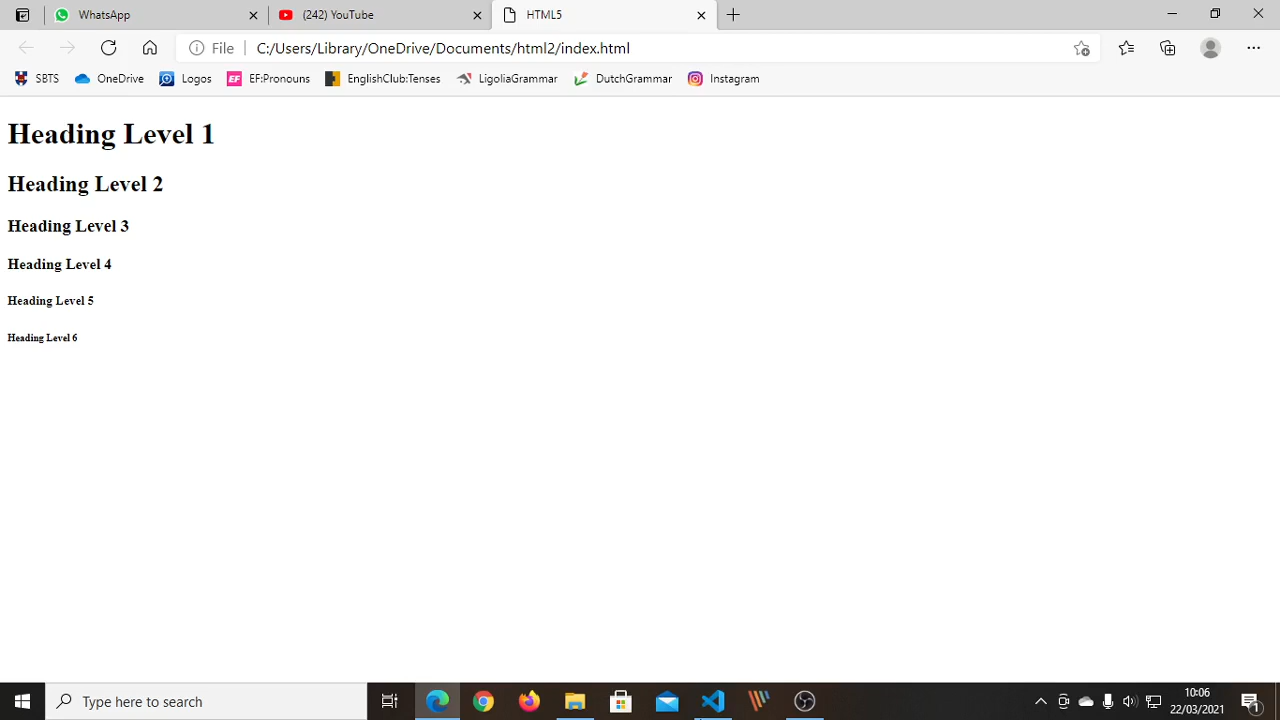 WhatsApp
(242) YouTube
HTML5
File
C:/Users/Library/OneDrive/Documents/html2/index.html
SBTS
OneDrive
Logos
EF EF:Pronouns
EnglishClub:Tenses
LigoliaGrammar
DutchGrammar
Instagram
Heading Level 1
Heading Level 2
Heading Level 3
Heading Level 4
Heading Level 5
Heading Level 6
Type here to search
10:06
22/03/2021
1